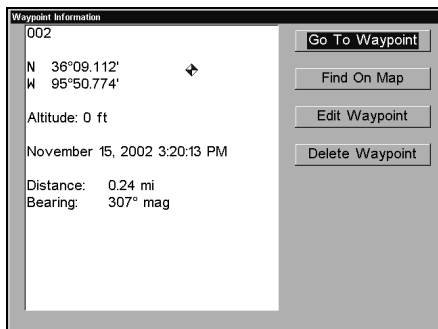 Waypoint Information
002
N 36°09.112'
W 95°50.774'
Altitude: 0 ft
November 15, 2002 3:20:13 PM
Distance: 0.24 mi
Bearing: 307° mag
Go To Waypoint
Find On Map
Edit Waypoint
Delete Waypoint